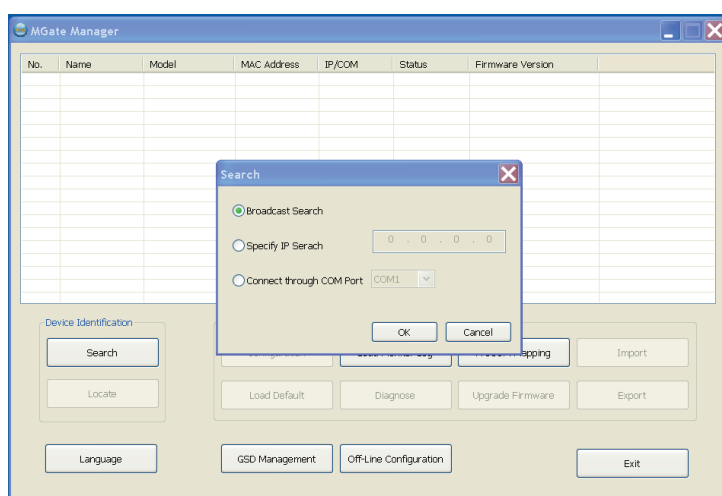 MGate Manager
No. Name Model MAC Address IP/COM Status Firmware Version
Search
Broadcast Search
Specify IP Serach 0 . 0 . 0 . 0
Connect through COM Port COM1
OK Cancel
Device Identification
Search Mapping Import
Locate Load Default Diagnose Upgrade Firmware Export
Language GSD Management Off-Line Configuration Exit